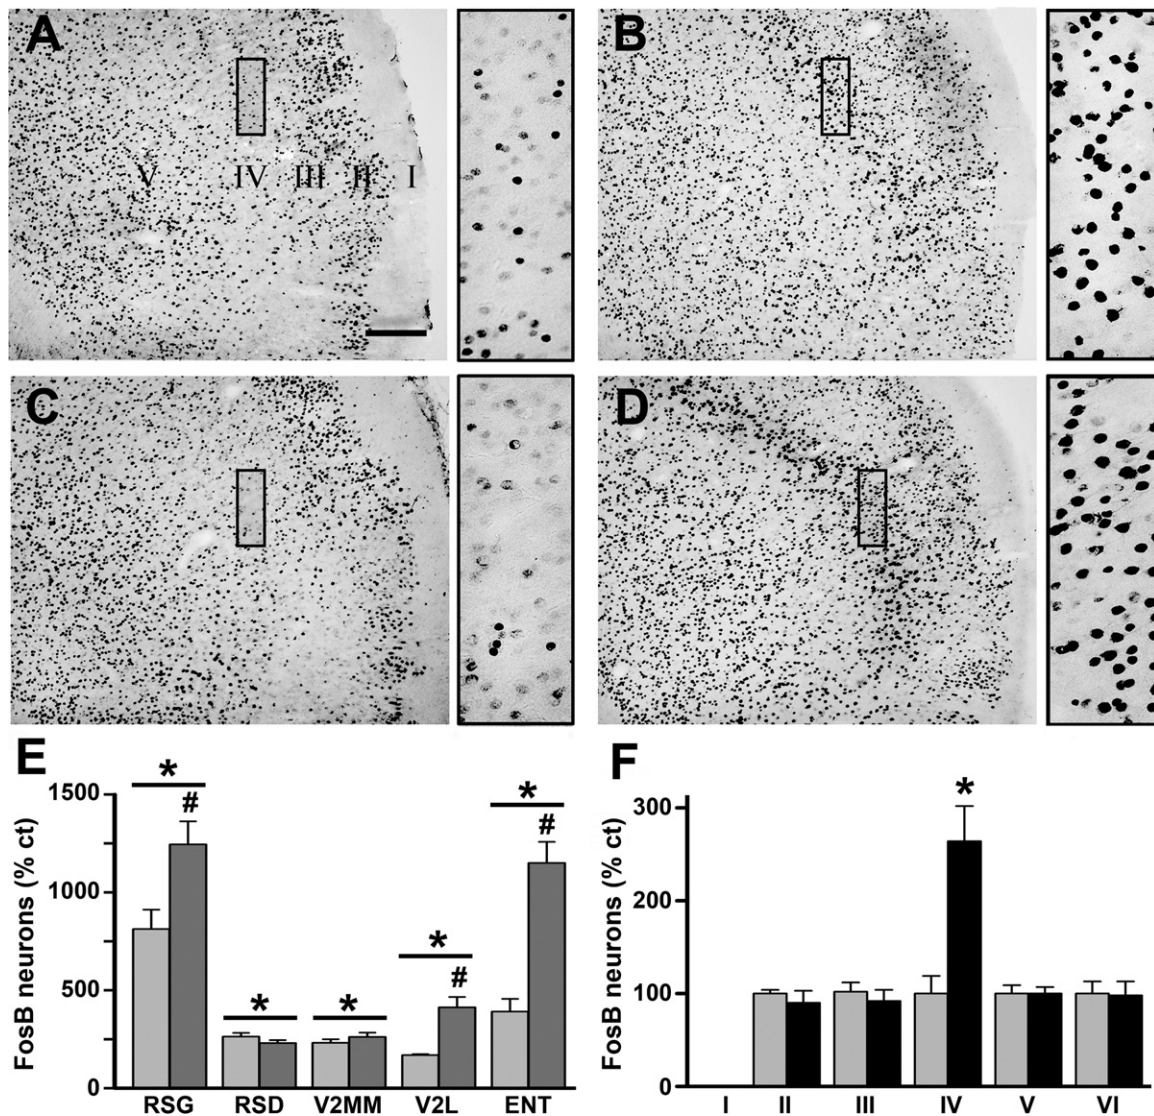 A
B
V IV III II I
C
D
E
F
FosB neurons (% ct)
1500
1000
500
0
*
#
*
*
*
#
*
#
RSG RSD V2MM V2L ENT
FosB neurons (% ct)
300
200
100
0
*
I II III IV V VI